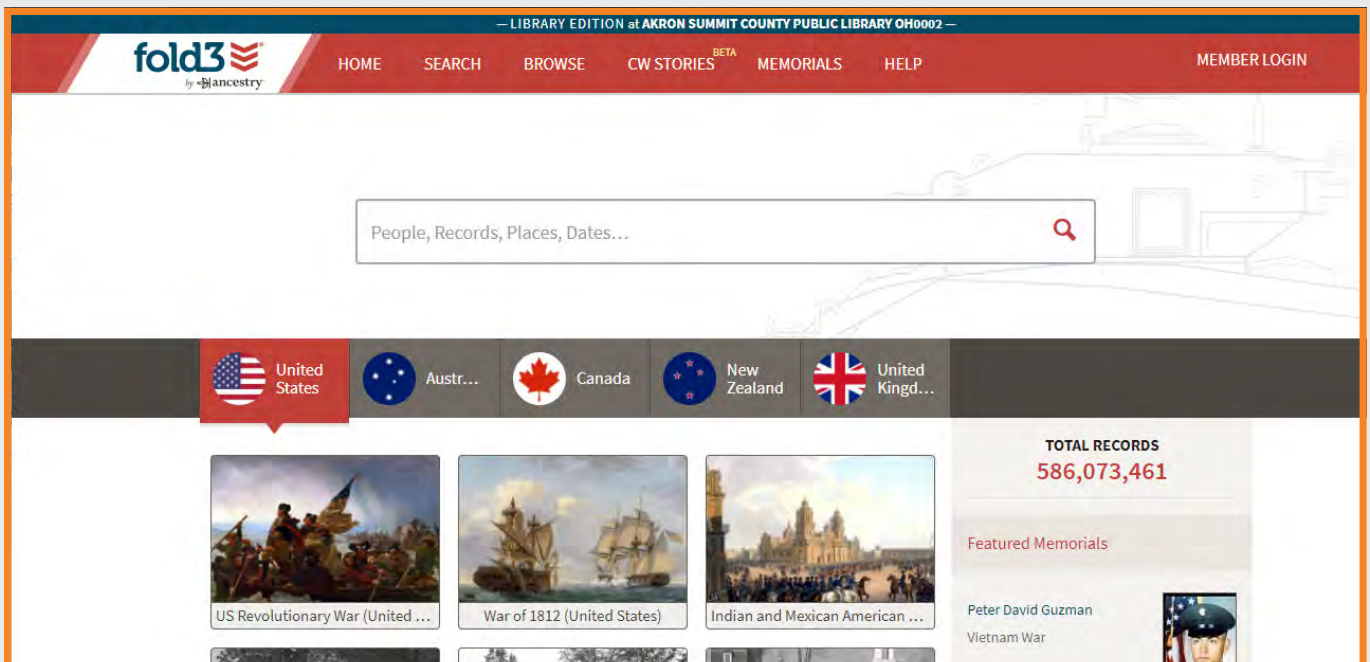 — LIBRARY EDITION at AKRON SUMMIT COUNTY PUBLIC LIBRARY OH0002 —
fold3
by ancestry
HOME SEARCH BROWSE CW STORIES BETA MEMORIALS HELP
MEMBER LOGIN
People, Records, Places, Dates...
United
States
Austr...
Canada
New
Zealand
United
Kingd...
US Revolutionary War (United ...
War of 1812 (United States)
Indian and Mexican American ...
TOTAL RECORDS
586,073,461
Featured Memorials
Peter David Guzman
Vietnam War